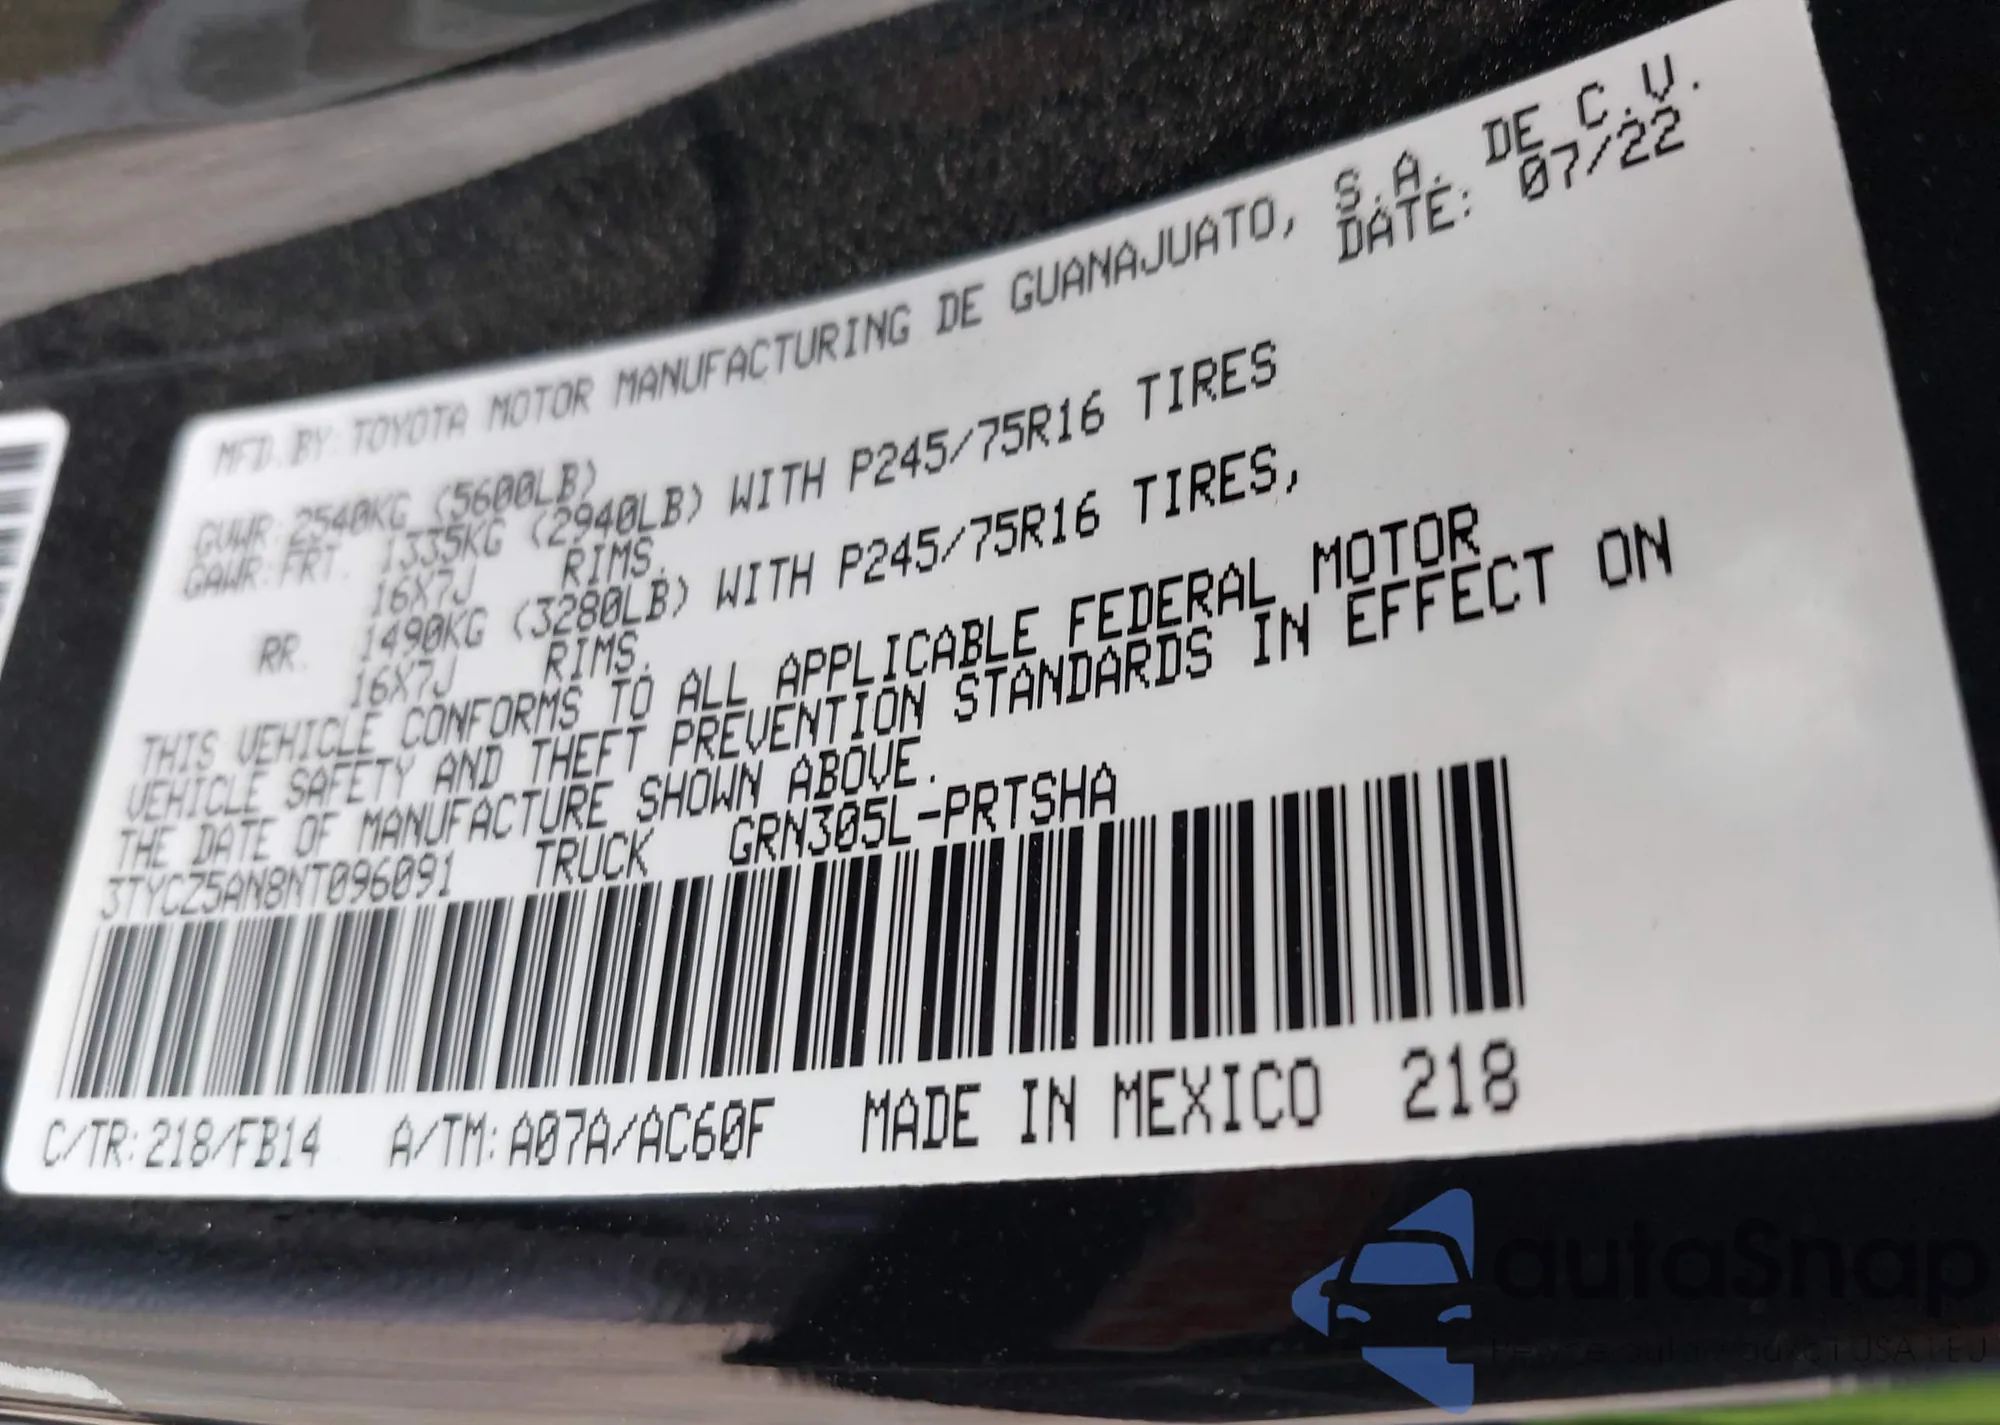 MFD. BY: TOYOTA MOTOR MANUFACTURING DE GUANAJUATO, S.A. DE C.V.
DATE: 07/22
GVWR: 2540KG (5600LB)
GAWR: FRT. 1335KG (2940LB) WITH P245/75R16 TIRES
16X7J RIMS.
RR. 1490KG (3280LB) WITH P245/75R16 TIRES,
16X7J RIMS.
THIS VEHICLE CONFORMS TO ALL APPLICABLE FEDERAL MOTOR
VEHICLE SAFETY AND THEFT PREVENTION STANDARDS IN EFFECT ON
THE DATE OF MANUFACTURE SHOWN ABOVE.
3TYCZ5AN8NT096091 TRUCK GRN305L-PRTSHA
C/TR: 218/FB14 A/TM: A07A/AC60F MADE IN MEXICO 218
autaSnap